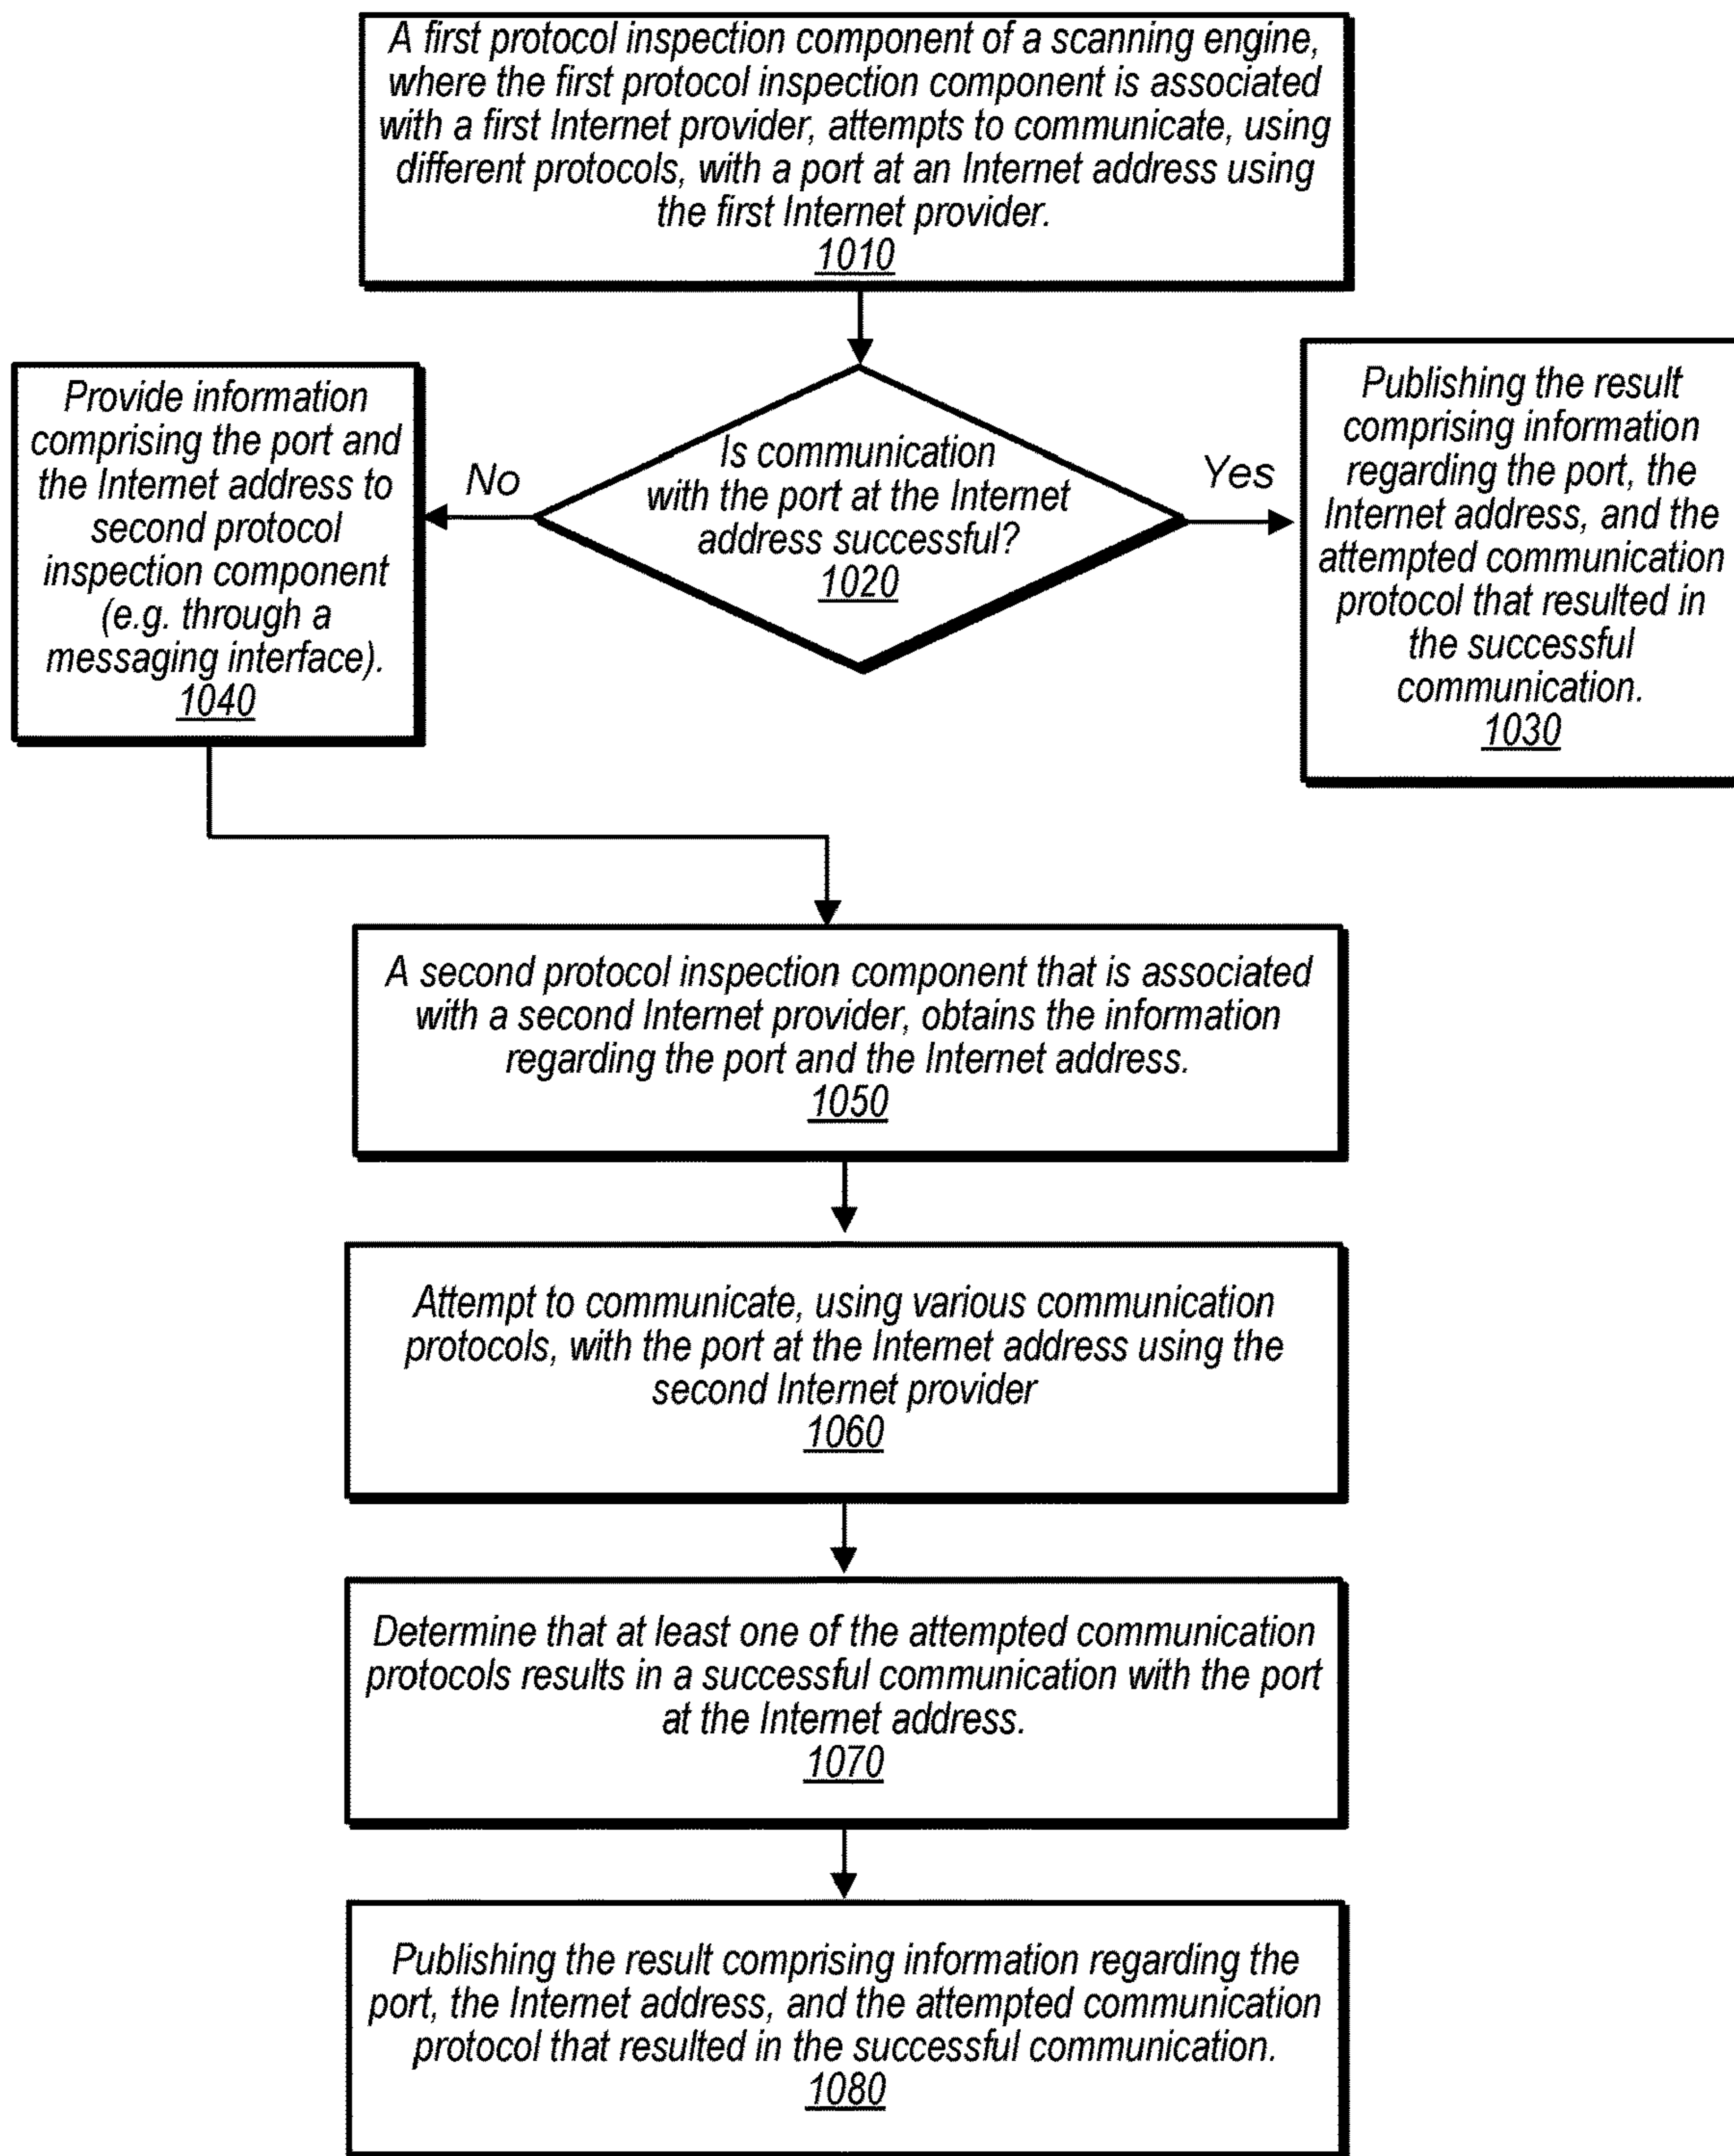 A first protocol inspection component of a scanning engine,
where the first protocol inspection component is associated
with a first Internet provider, attempts to communicate, using
different protocols, with a port at an Internet address using
the first Internet provider.
1010
Provide information
comprising the port and
the Internet address to
second protocol
inspection component
(e.g. through a
messaging interface).
1040
No
Is communication
with the port at the Internet
address successful?
1020
Yes
Publishing the result
comprising information
regarding the port, the
Internet address, and the
attempted communication
protocol that resulted in
the successful
communication.
1030
A second protocol inspection component that is associated
with a second Internet provider, obtains the information
regarding the port and the Internet address.
1050
Attempt to communicate, using various communication
protocols, with the port at the Internet address using the
second Internet provider
1060
Determine that at least one of the attempted communication
protocols results in a successful communication with the port
at the Internet address.
1070
Publishing the result comprising information regarding the
port, the Internet address, and the attempted communication
protocol that resulted in the successful communication.
1080